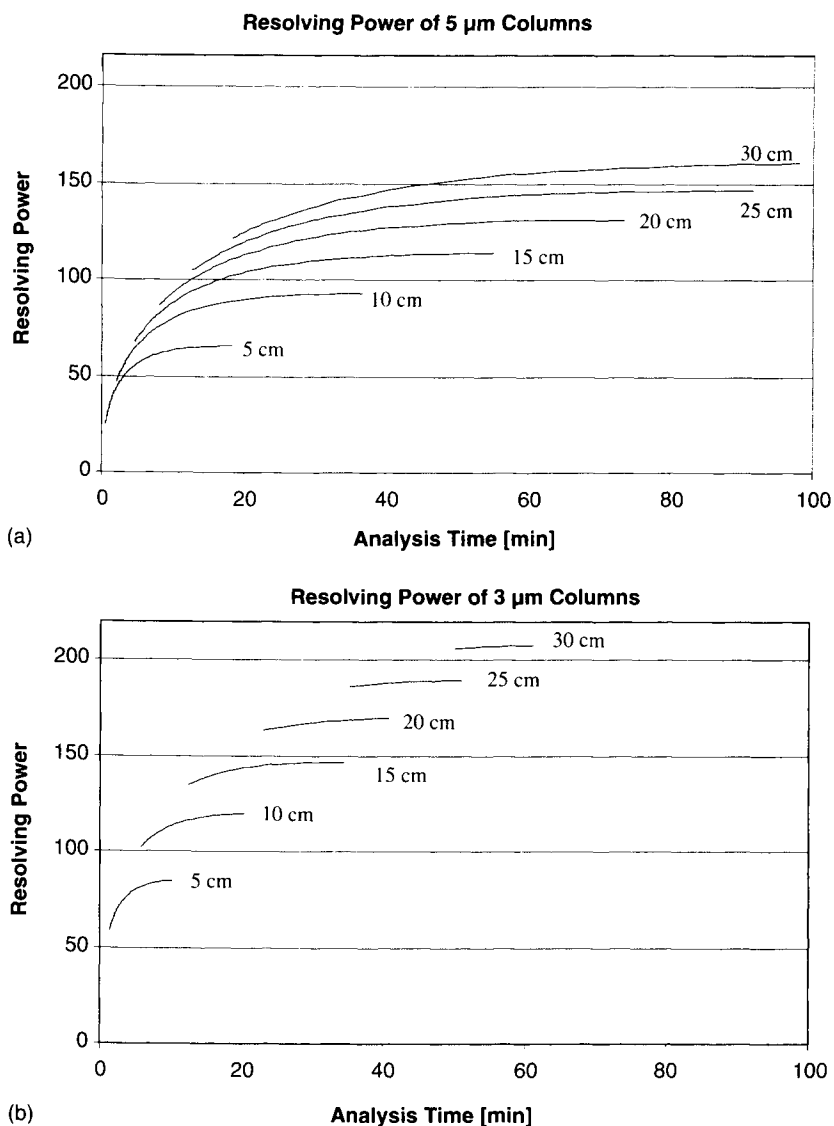 Resolving Power of 5 µm Columns
200
150
100
50
0
Resolving Power
30 cm
25 cm
20 cm
15 cm
10 cm
5 cm
0 20 40 60 80 100
(a)
Analysis Time [min]
Resolving Power of 3 µm Columns
200
150
100
50
0
Resolving Power
30 cm
25 cm
20 cm
15 cm
10 cm
5 cm
0 20 40 60 80 100
(b)
Analysis Time [min]